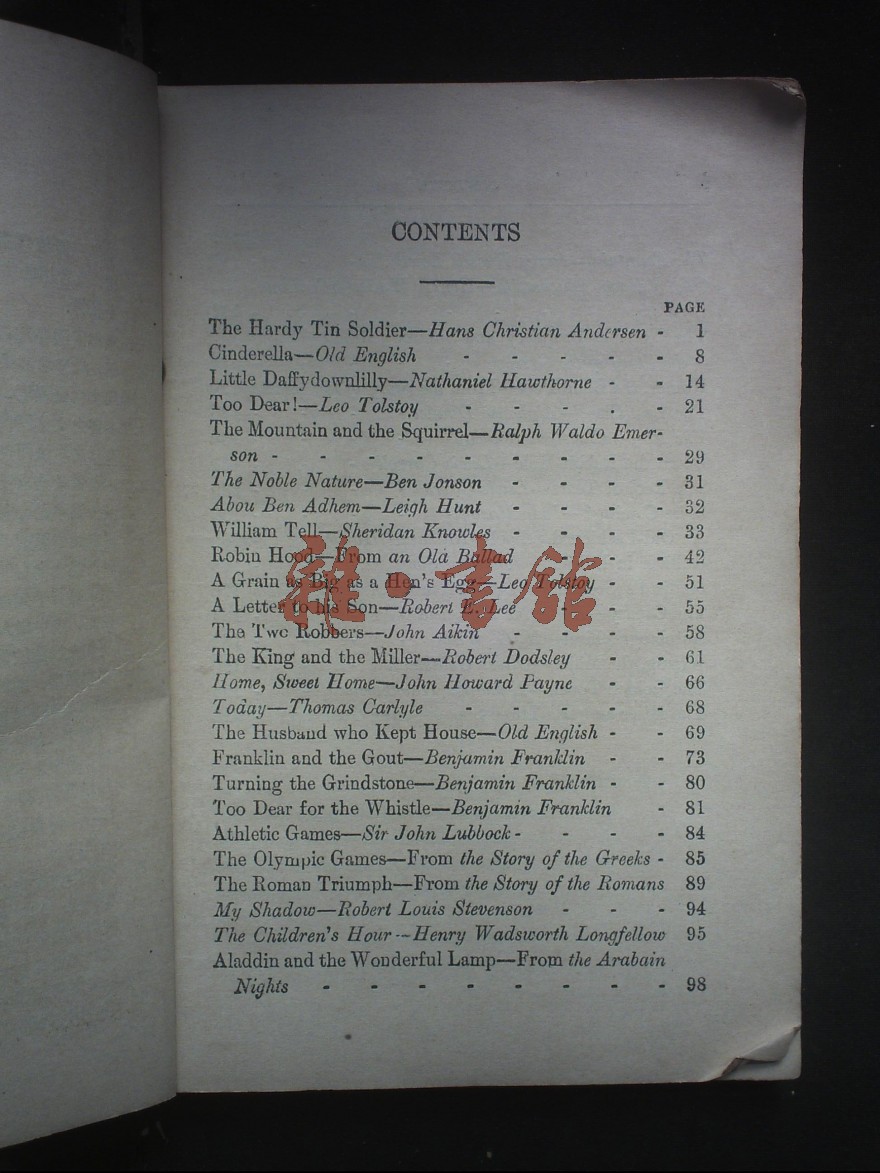 CONTENTS
PAGE
The Hardy Tin Soldier—Hans Christian Andersen - 1
Cinderella—Old English - - - - - 8
Little Daffydownlilly—Nathaniel Hawthorne - - 14
Too Dear!—Leo Tolstoy - - - . - 21
The Mountain and the Squirrel—Ralph Waldo Emer-
son - - - - - - - - - 29
The Noble Nature—Ben Jonson - - - - 31
Abou Ben Adhem—Leigh Hunt - - - - 32
William Tell—Sheridan Knowles - - - - 33
Robin Hood—From an Old Ballad - - - 42
A Grain as Big as a Hen's Egg—Leo Tolstoy - - 51
A Letter to his Son—Robert E. Lee - - - 55
The Two Robbers—John Aikin - - - - 58
The King and the Miller—Robert Dodsley - - 61
Home, Sweet Home—John Howard Payne - - 66
Today—Thomas Carlyle - - - - - 68
The Husband who Kept House—Old English - - 69
Franklin and the Gout—Benjamin Franklin - - 73
Turning the Grindstone—Benjamin Franklin - - 80
Too Dear for the Whistle—Benjamin Franklin - 81
Athletic Games—Sir John Lubbock - - - - 84
The Olympic Games—From the Story of the Greeks - 85
The Roman Triumph—From the Story of the Romans 89
My Shadow—Robert Louis Stevenson - - - 94
The Children's Hour—Henry Wadsworth Longfellow 95
Aladdin and the Wonderful Lamp—From the Arabain
Nights - - - - - - - - 98
雜·書館